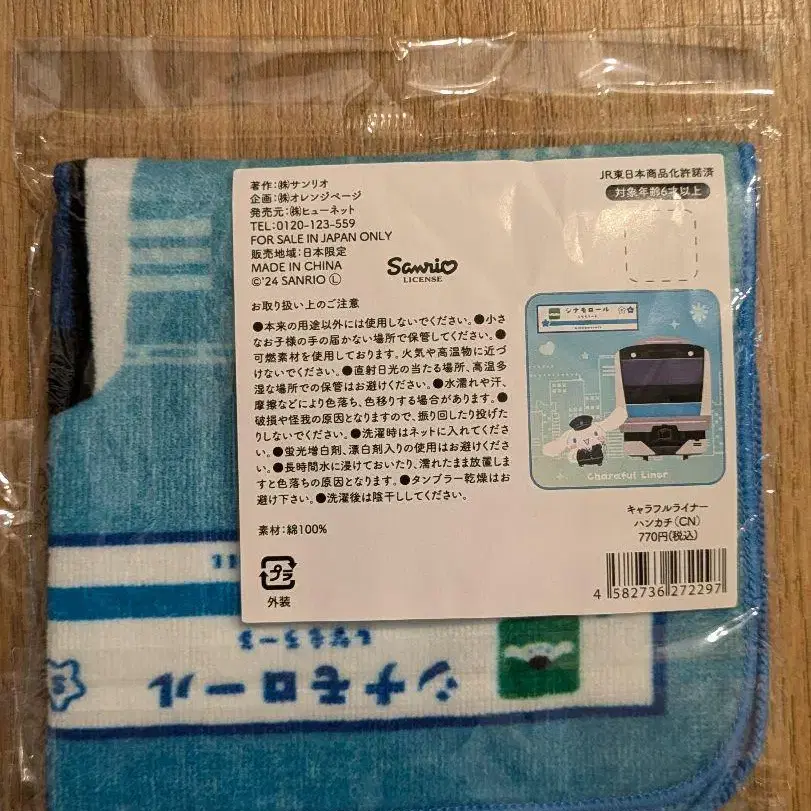 著作:㈱サンリオ
企画:㈱オレンジページ
発売元:㈱ヒューネット
TEL:0120-123-559
FOR SALE IN JAPAN ONLY
販売地域:日本限定
MADE IN CHINA
©'24 SANRIO Ⓛ
Sanrio
LICENSE
JR東日本商品化許諾済
対象年齢6才以上
お取り扱い上のご注意
●本来の用途以外には使用しないでください。●小さ
なお子様の手の届かない場所で保管してください。●
可燃素材を使用しております。火気や高温物に近づ
けないでください。●直射日光の当たる場所、高温多
湿な場所での保管はお避けください。●水濡れや汗、
摩擦などにより色落ち、色移りする場合があります。●
破損や怪我の原因となりますので、振り回したり投げた
りしないでください。●洗濯時はネットに入れてください。
●蛍光増白剤、漂白剤入りの使用はお避けください。
●長時間水に浸けておいたり、濡れたまま放置しま
すと色落ちの原因となります。●タンブラー乾燥はお
避け下さい。●洗濯後は陰干ししてください。
素材:綿100%
プラ
外装
シナモロール
しなもろーる
Charaful Liner
キャラフルライナー
ハンカチ(CN)
770円(税込)
4 582736 272297
しなもろーる
シナモロール